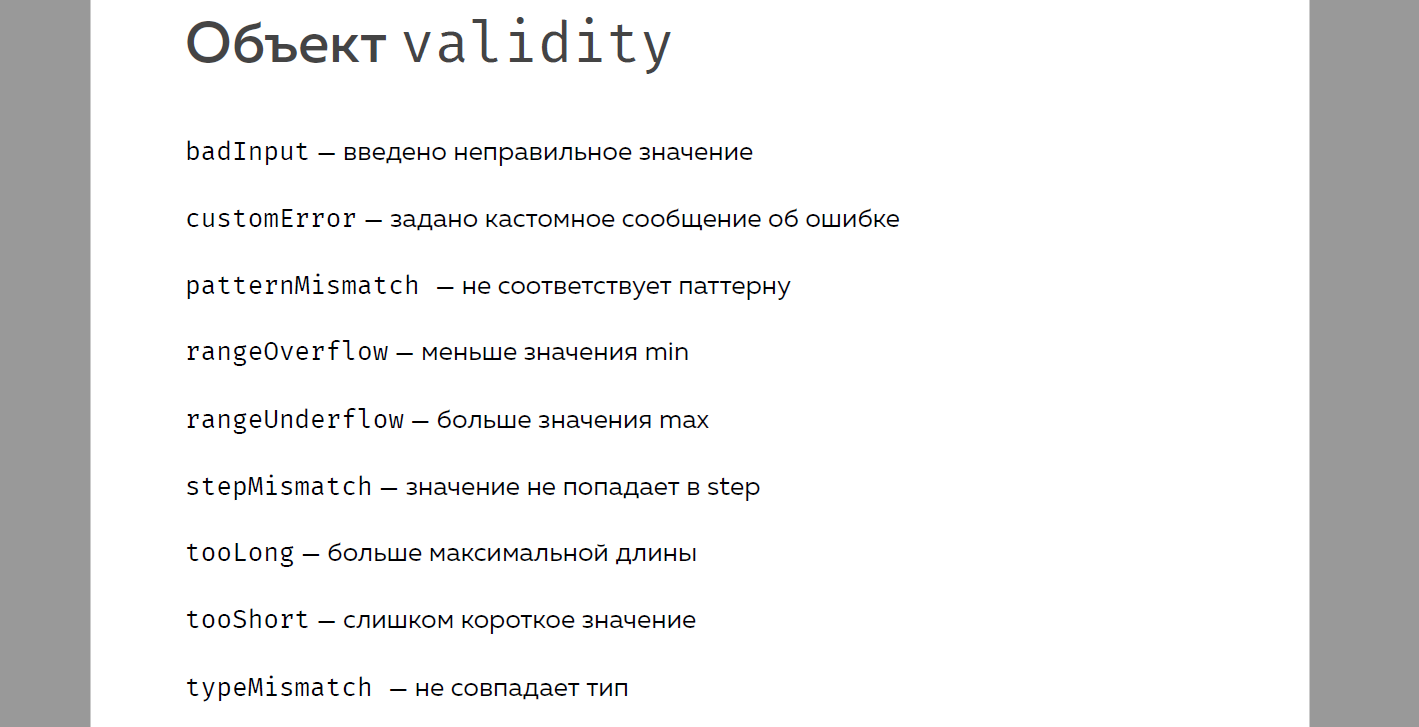 Объект validity
badInput — введено неправильное значение
customError — задано кастомное сообщение об ошибке
patternMismatch — не соответствует паттерну
rangeOverflow — меньше значения min
rangeUnderflow — больше значения max
stepMismatch — значение не попадает в step
tooLong — больше максимальной длины
tooShort — слишком короткое значение
typeMismatch — не совпадает тип